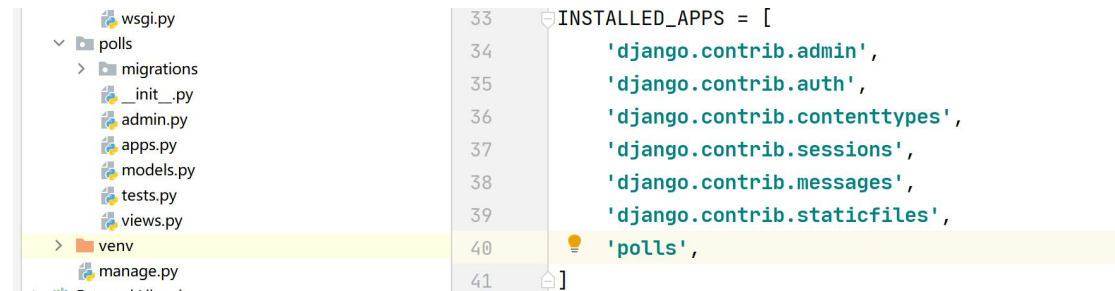 wsgi.py
polls
migrations
__init__.py
admin.py
apps.py
models.py
tests.py
views.py
venv
manage.py
33 INSTALLED_APPS = [
34 'django.contrib.admin',
35 'django.contrib.auth',
36 'django.contrib.contenttypes',
37 'django.contrib.sessions',
38 'django.contrib.messages',
39 'django.contrib.staticfiles',
40 'polls',
41 ]